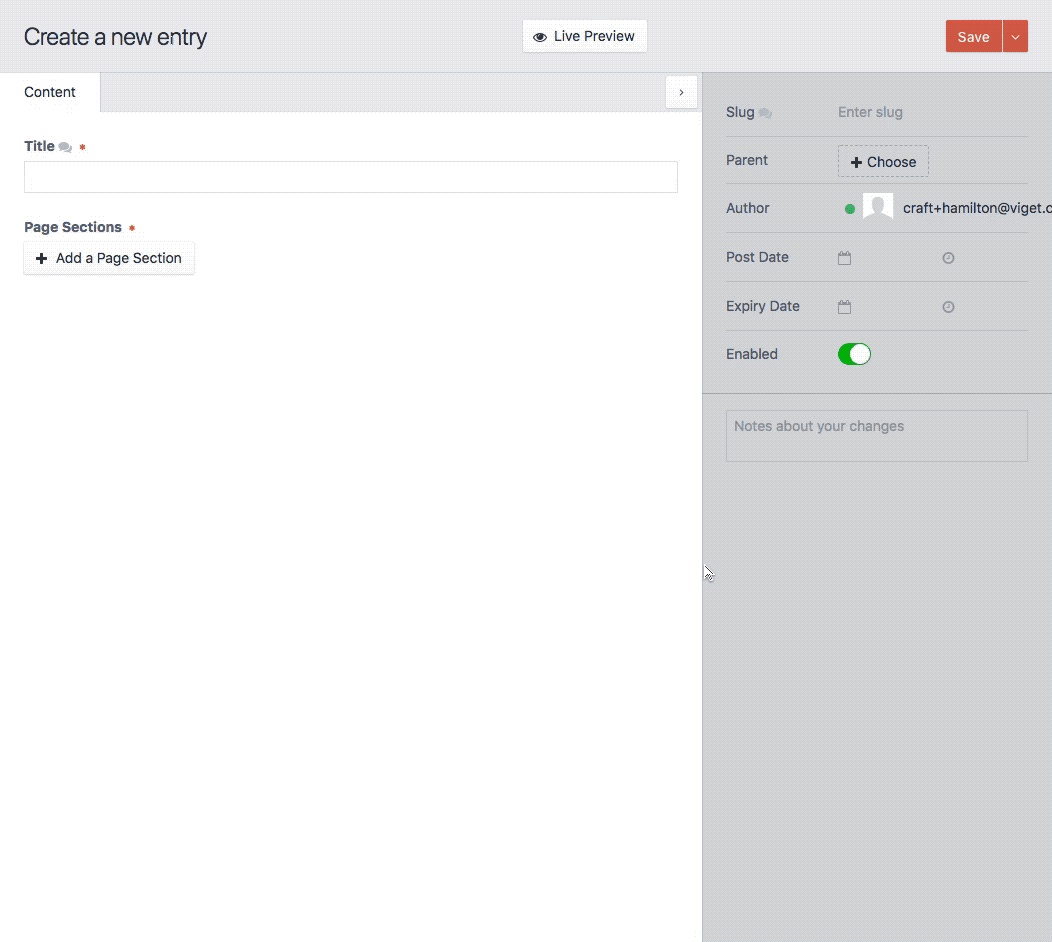 Create a new entry
Live Preview
Save
Content
Title *
Page Sections *
Add a Page Section
Slug
Enter slug
Parent
Choose
Author
craft+hamilton@viget.c
Post Date
Expiry Date
Enabled
Notes about your changes